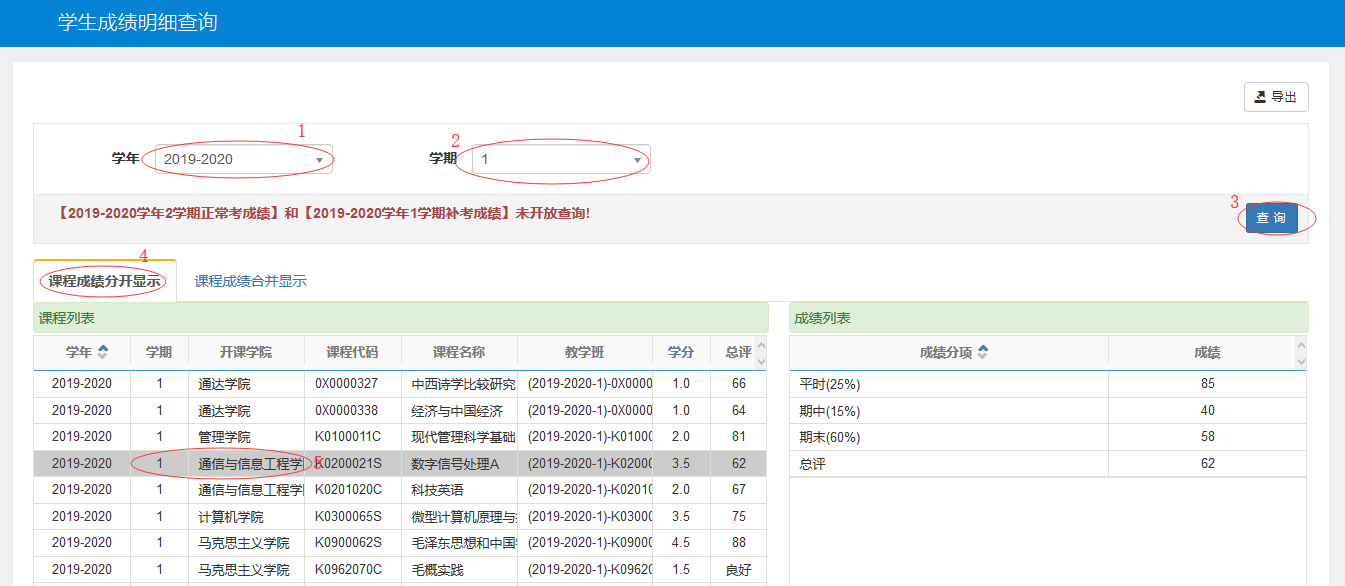 学生成绩明细查询
导出
1
2
学年 2019-2020 学期 1
【2019-2020学年2学期正常考成绩】和【2019-2020学年1学期补考成绩】未开放查询!
3
查 询
4
课程成绩分开显示 课程成绩合并显示
课程列表 成绩列表
学年 学期 开课学院 课程代码 课程名称 教学班 学分 总评 成绩分项 成绩
2019-2020 1 通达学院 0X0000327 中西诗学比较研究 (2019-2020-1)-0X0000 1.0 66 平时(25%) 85
2019-2020 1 通达学院 0X0000338 经济与中国经济 (2019-2020-1)-0X0000 1.0 64 期中(15%) 40
2019-2020 1 管理学院 K0100011C 现代管理科学基础 (2019-2020-1)-K01000 2.0 81 期末(60%) 58
2019-2020 1 通信与信息工程学 5 K0200021S 数字信号处理A (2019-2020-1)-K02000 3.5 62 总评 62
2019-2020 1 通信与信息工程学 K0201020C 科技英语 (2019-2020-1)-K02010 2.0 67
2019-2020 1 计算机学院 K0300065S 微型计算机原理与 (2019-2020-1)-K03000 3.5 75
2019-2020 1 马克思主义学院 K0900062S 毛泽东思想和中国 (2019-2020-1)-K09000 4.5 88
2019-2020 1 马克思主义学院 K0962070C 毛概实践 (2019-2020-1)-K09620 1.5 良好